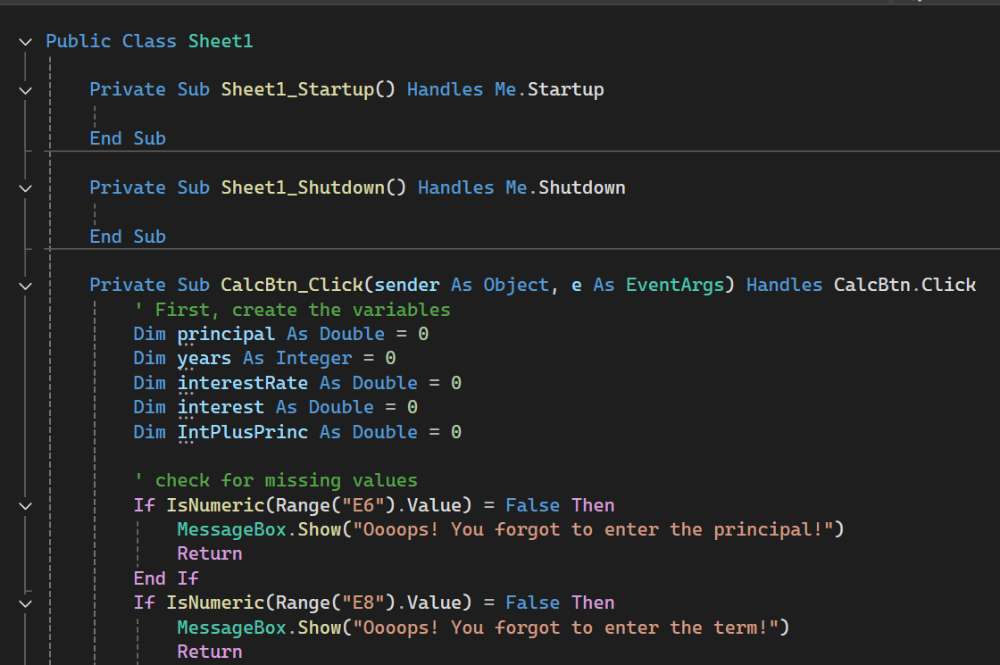 Public Class Sheet1
Private Sub Sheet1_Startup() Handles Me.Startup
End Sub
Private Sub Sheet1_Shutdown() Handles Me.Shutdown
End Sub
Private Sub CalcBtn_Click(sender As Object, e As EventArgs) Handles CalcBtn.Click
' First, create the variables
Dim principal As Double = 0
Dim years As Integer = 0
Dim interestRate As Double = 0
Dim interest As Double = 0
Dim IntPlusPrinc As Double = 0
' check for missing values
If IsNumeric(Range("E6").Value) = False Then
MessageBox.Show("Oooops! You forgot to enter the principal!")
Return
End If
If IsNumeric(Range("E8").Value) = False Then
MessageBox.Show("Oooops! You forgot to enter the term!")
Return